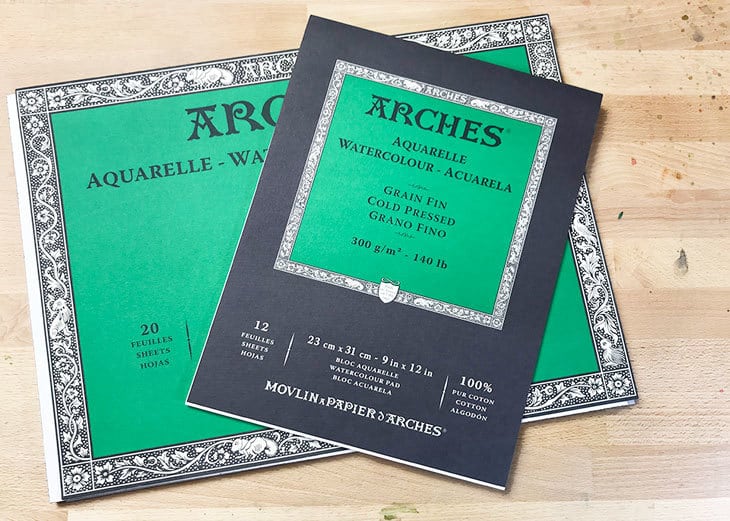 ARCHES
AQUARELLE
WATERCOLOUR - ACUARELA
GRAIN FIN
COLD PRESSED
GRANO FINO
300 g/m² - 140 lb
12
FEUILLES
SHEETS
HOJAS
23 cm x 31 cm - 9 in x 12 in
BLOC AQUARELLE
WATERCOLOUR PAD
BLOC ACUARELA
100%
PUR COTON
COTTON
ALGODÓN
MOVLIN A PAPIER D'ARCHES®
ARCHES®
AQUARELLE - WAT
20
FEUILLES
SHEETS
HOJAS